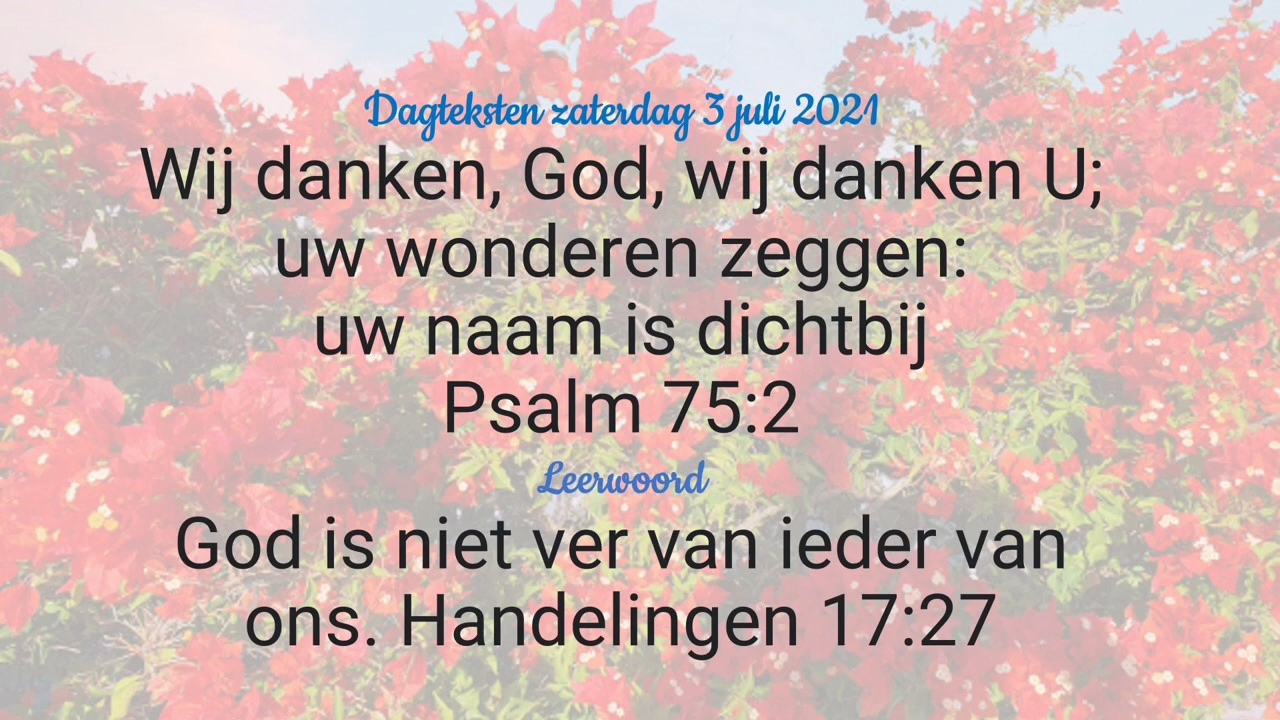 Dagteksten zaterdag 3 juli 2021
Wij danken, God, wij danken U;
uw wonderen zeggen:
uw naam is dichtbij
Psalm 75:2
Leerwoord
God is niet ver van ieder van
ons. Handelingen 17:27